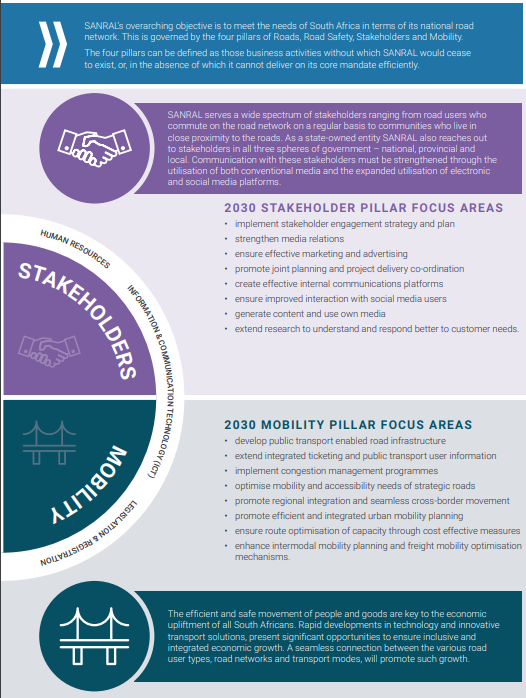 SANRAL's overarching objective is to meet the needs of South Africa in terms of its national road
network. This is governed by the four pillars of Roads, Road Safety, Stakeholders and Mobility.
The four pillars can be defined as those business activities without which SANRAL would cease
to exist, or, in the absence of which it cannot deliver on its core mandate efficiently.
SANRAL serves a wide spectrum of stakeholders ranging from road users who
commute on the road network on a regular basis to communities who live in
close proximity to the roads. As a state-owned entity SANRAL also reaches out
to stakeholders in all three spheres of government – national, provincial and
local. Communication with these stakeholders must be strengthened through the
utilisation of both conventional media and the expanded utilisation of electronic
and social media platforms.
2030 STAKEHOLDER PILLAR FOCUS AREAS
• implement stakeholder engagement strategy and plan
• strengthen media relations
• ensure effective marketing and advertising
• promote joint planning and project delivery co-ordination
• create effective internal communications platforms
• ensure improved interaction with social media users
• generate content and use own media
• extend research to understand and respond better to customer needs.
HUMAN RESOURCES
INFORMATION & COMMUNICATION TECHNOLOGY (ICT)
LEGISLATION & REGISTRATION
STAKEHOLDERS
MOBILITY
2030 MOBILITY PILLAR FOCUS AREAS
• develop public transport enabled road infrastructure
• extend integrated ticketing and public transport user information
• implement congestion management programmes
• optimise mobility and accessibility needs of strategic roads
• promote regional integration and seamless cross-border movement
• promote efficient and integrated urban mobility planning
• ensure route optimisation of capacity through cost effective measures
• enhance intermodal mobility planning and freight mobility optimisation
mechanisms.
The efficient and safe movement of people and goods are key to the economic
upliftment of all South Africans. Rapid developments in technology and innovative
transport solutions, present significant opportunities to ensure inclusive and
integrated economic growth. A seamless connection between the various road
user types, road networks and transport modes, will promote such growth.